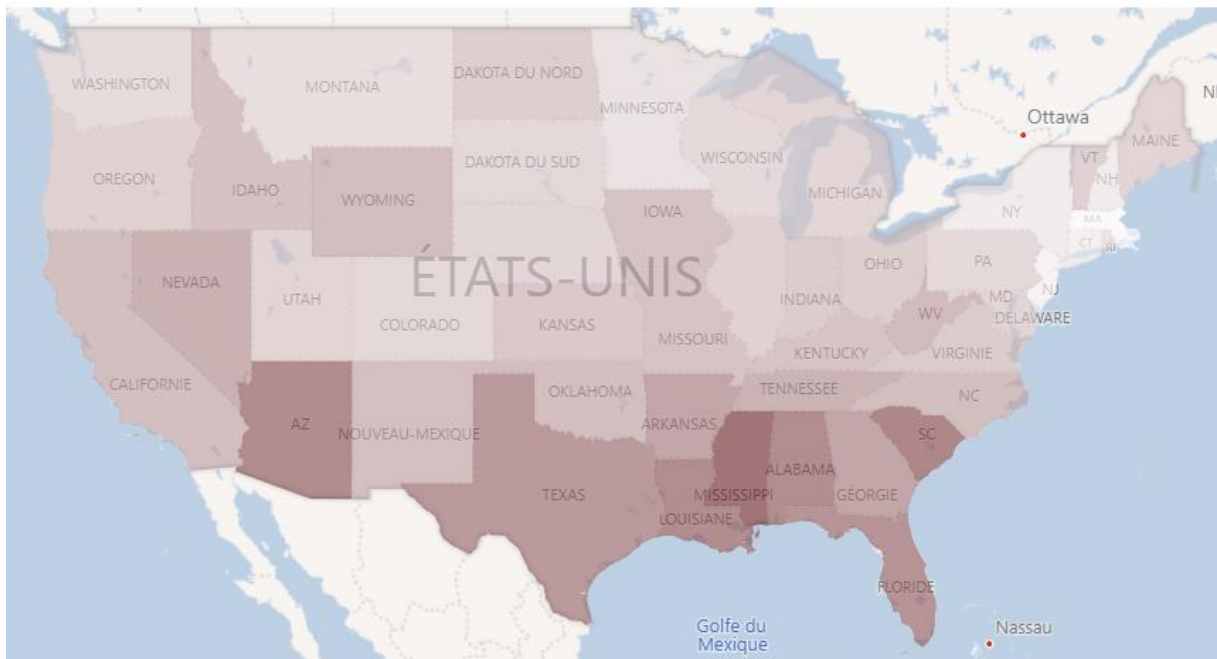 WASHINGTON
MONTANA
DAKOTA DU NORD
MINNESOTA
Ottawa
MAINE
VT
NH
OREGON
IDAHO
WYOMING
DAKOTA DU SUD
WISCONSIN
MICHIGAN
NY
MA
IOWA
CT
RI
NEVADA
UTAH
ÉTATS-UNIS
COLORADO
KANSAS
MISSOURI
INDIANA
OHIO
PA
NJ
MD
DELAWARE
WV
VIRGINIE
KENTUCKY
CALIFORNIE
AZ
NOUVEAU-MEXIQUE
OKLAHOMA
ARKANSAS
TENNESSEE
NC
SC
TEXAS
MISSISSIPPI
ALABAMA
GÉORGIE
LOUISIANE
FLORIDE
Golfe du
Mexique
Nassau